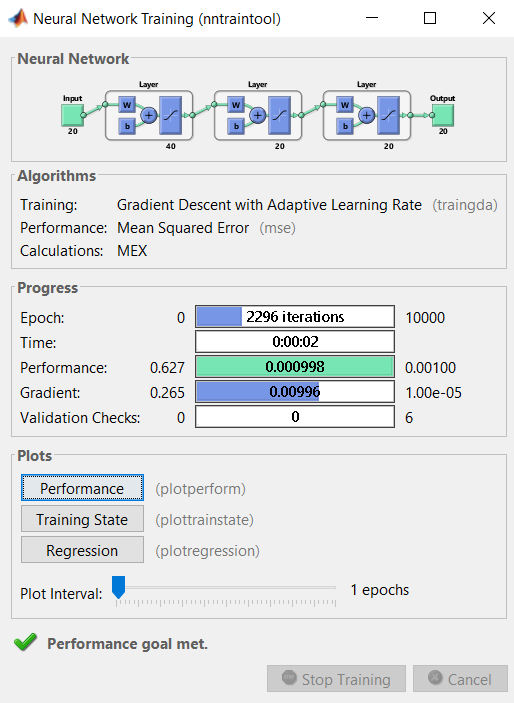 Neural Network Training (nntraintool)
Neural Network
Layer Layer Layer
Input Output
W W W
b b b
+ + +
20 40 20 20 20
Algorithms
Training: Gradient Descent with Adaptive Learning Rate (traingda)
Performance: Mean Squared Error (mse)
Calculations: MEX
Progress
Epoch: 0 2296 iterations 10000
Time: 0:00:02
Performance: 0.627 0.000998 0.00100
Gradient: 0.265 0.00996 1.00e-05
Validation Checks: 0 0 6
Plots
Performance (plotperform)
Training State (plottrainstate)
Regression (plotregression)
Plot Interval: 1 epochs
Performance goal met.
Stop Training Cancel